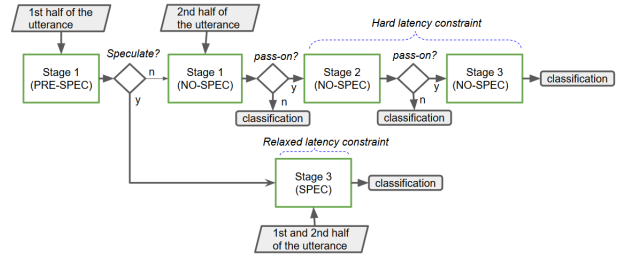 1st half of the
utterance
2nd half of
the utterance
Hard latency constraint
Speculate?
pass-on?
pass-on?
Stage 1
(PRE-SPEC)
n
Stage 1
(NO-SPEC)
y
Stage 2
(NO-SPEC)
y
Stage 3
(NO-SPEC)
classification
y
n
n
classification
classification
Relaxed latency constraint
Stage 3
(SPEC)
classification
1st and 2nd half
of the utterance